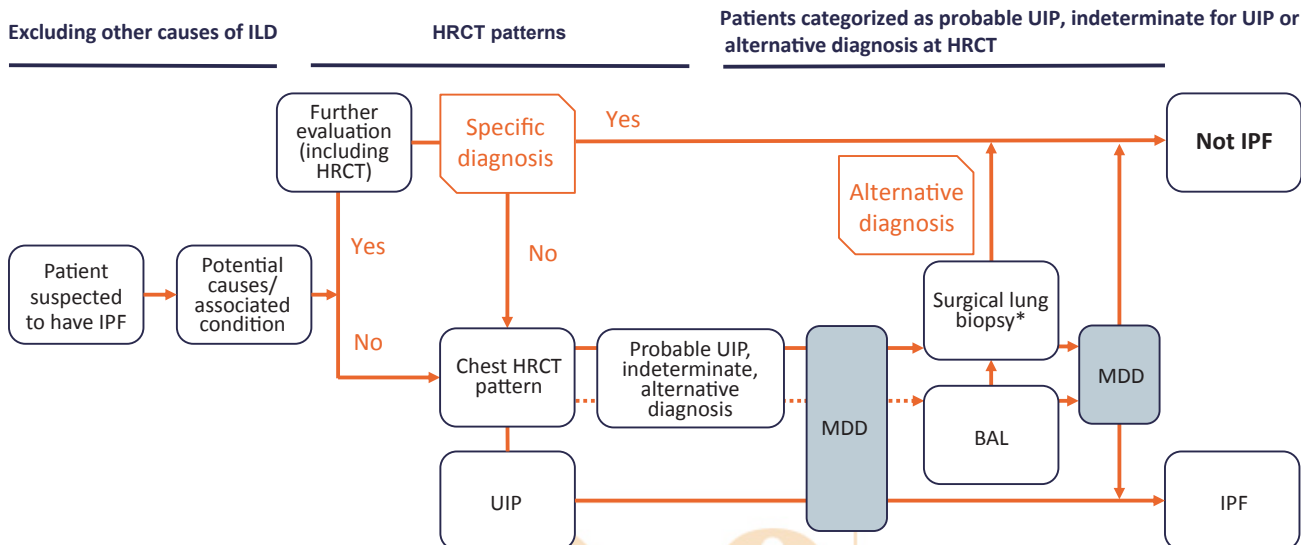 Excluding other causes of ILD
HRCT patterns
Patients categorized as probable UIP, indeterminate for UIP or
alternative diagnosis at HRCT
Further
evaluation
(including
HRCT)
Specific
diagnosis
Yes
Not IPF
Alternative
diagnosis
Yes
No
Patient
suspected
to have IPF
Potential
causes/
associated
condition
Surgical lung
biopsy*
No
Chest HRCT
pattern
Probable UIP,
indeterminate,
alternative
diagnosis
MDD
MDD
BAL
UIP
IPF